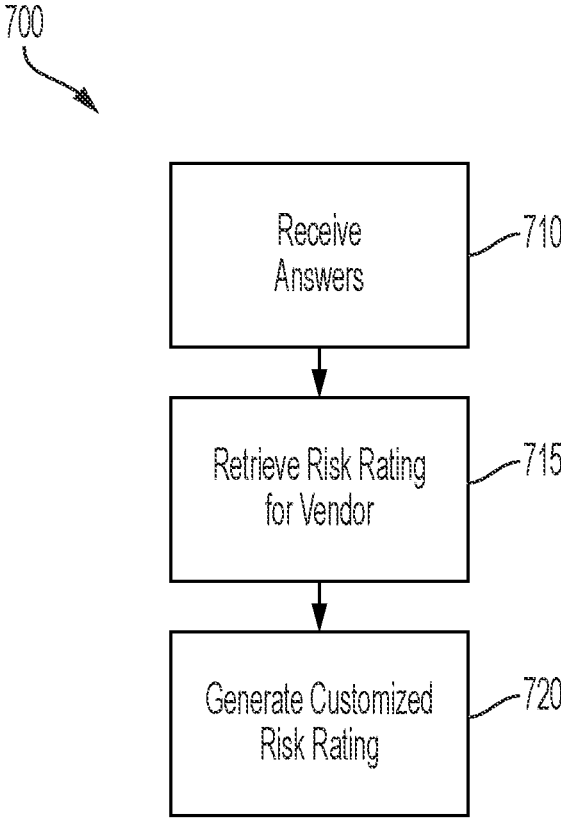 700
Receive
Answers
710
Retrieve Risk Rating
for Vendor
715
Generate Customized
Risk Rating
720